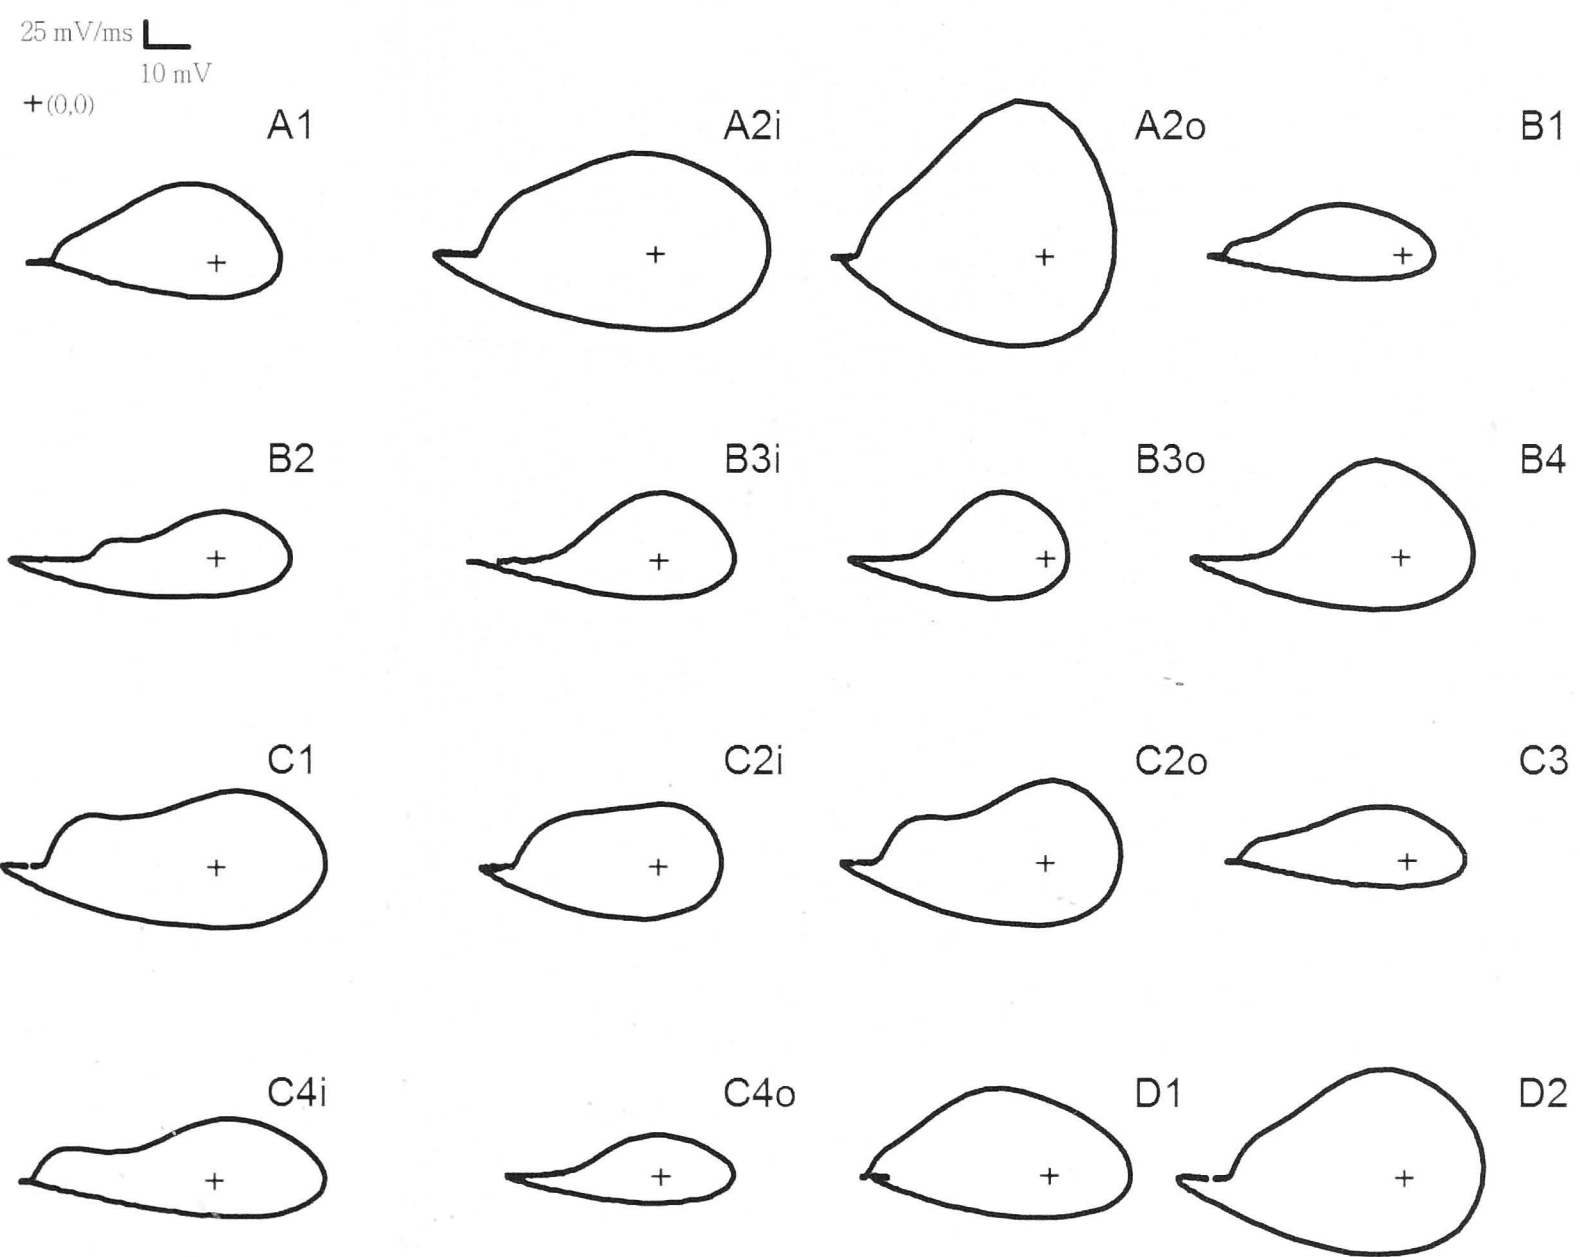 25 mV/ms
10 mV
+(0,0)
A1
A2i
A2o
B1
B2
B3i
B3o
B4
C1
C2i
C2o
C3
C4i
C4o
D1
D2